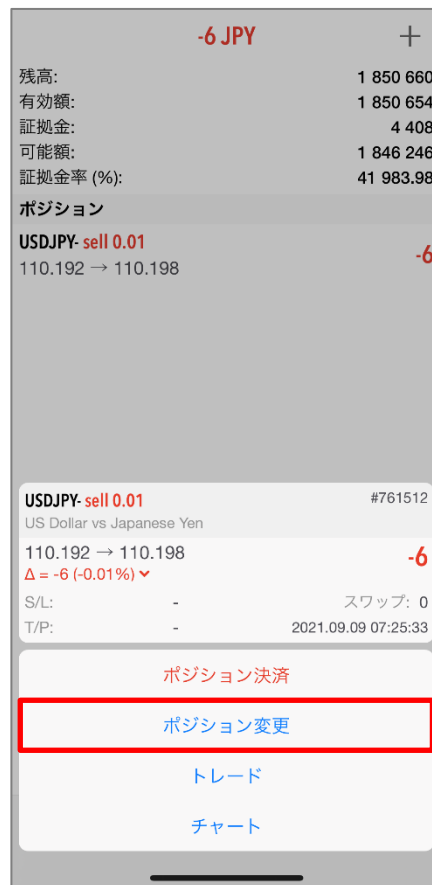 -6 JPY +
残高: 1 850 660
有効額: 1 850 654
証拠金: 4 408
可能額: 1 846 246
証拠金率 (%): 41 983.98
ポジション
USDJPY- sell 0.01 -6
110.192 → 110.198
USDJPY- sell 0.01 #761512
US Dollar vs Japanese Yen
110.192 → 110.198 -6
Δ = -6 (-0.01%)
S/L: - スワップ: 0
T/P: - 2021.09.09 07:25:33
ポジション決済
ポジション変更
トレード
チャート